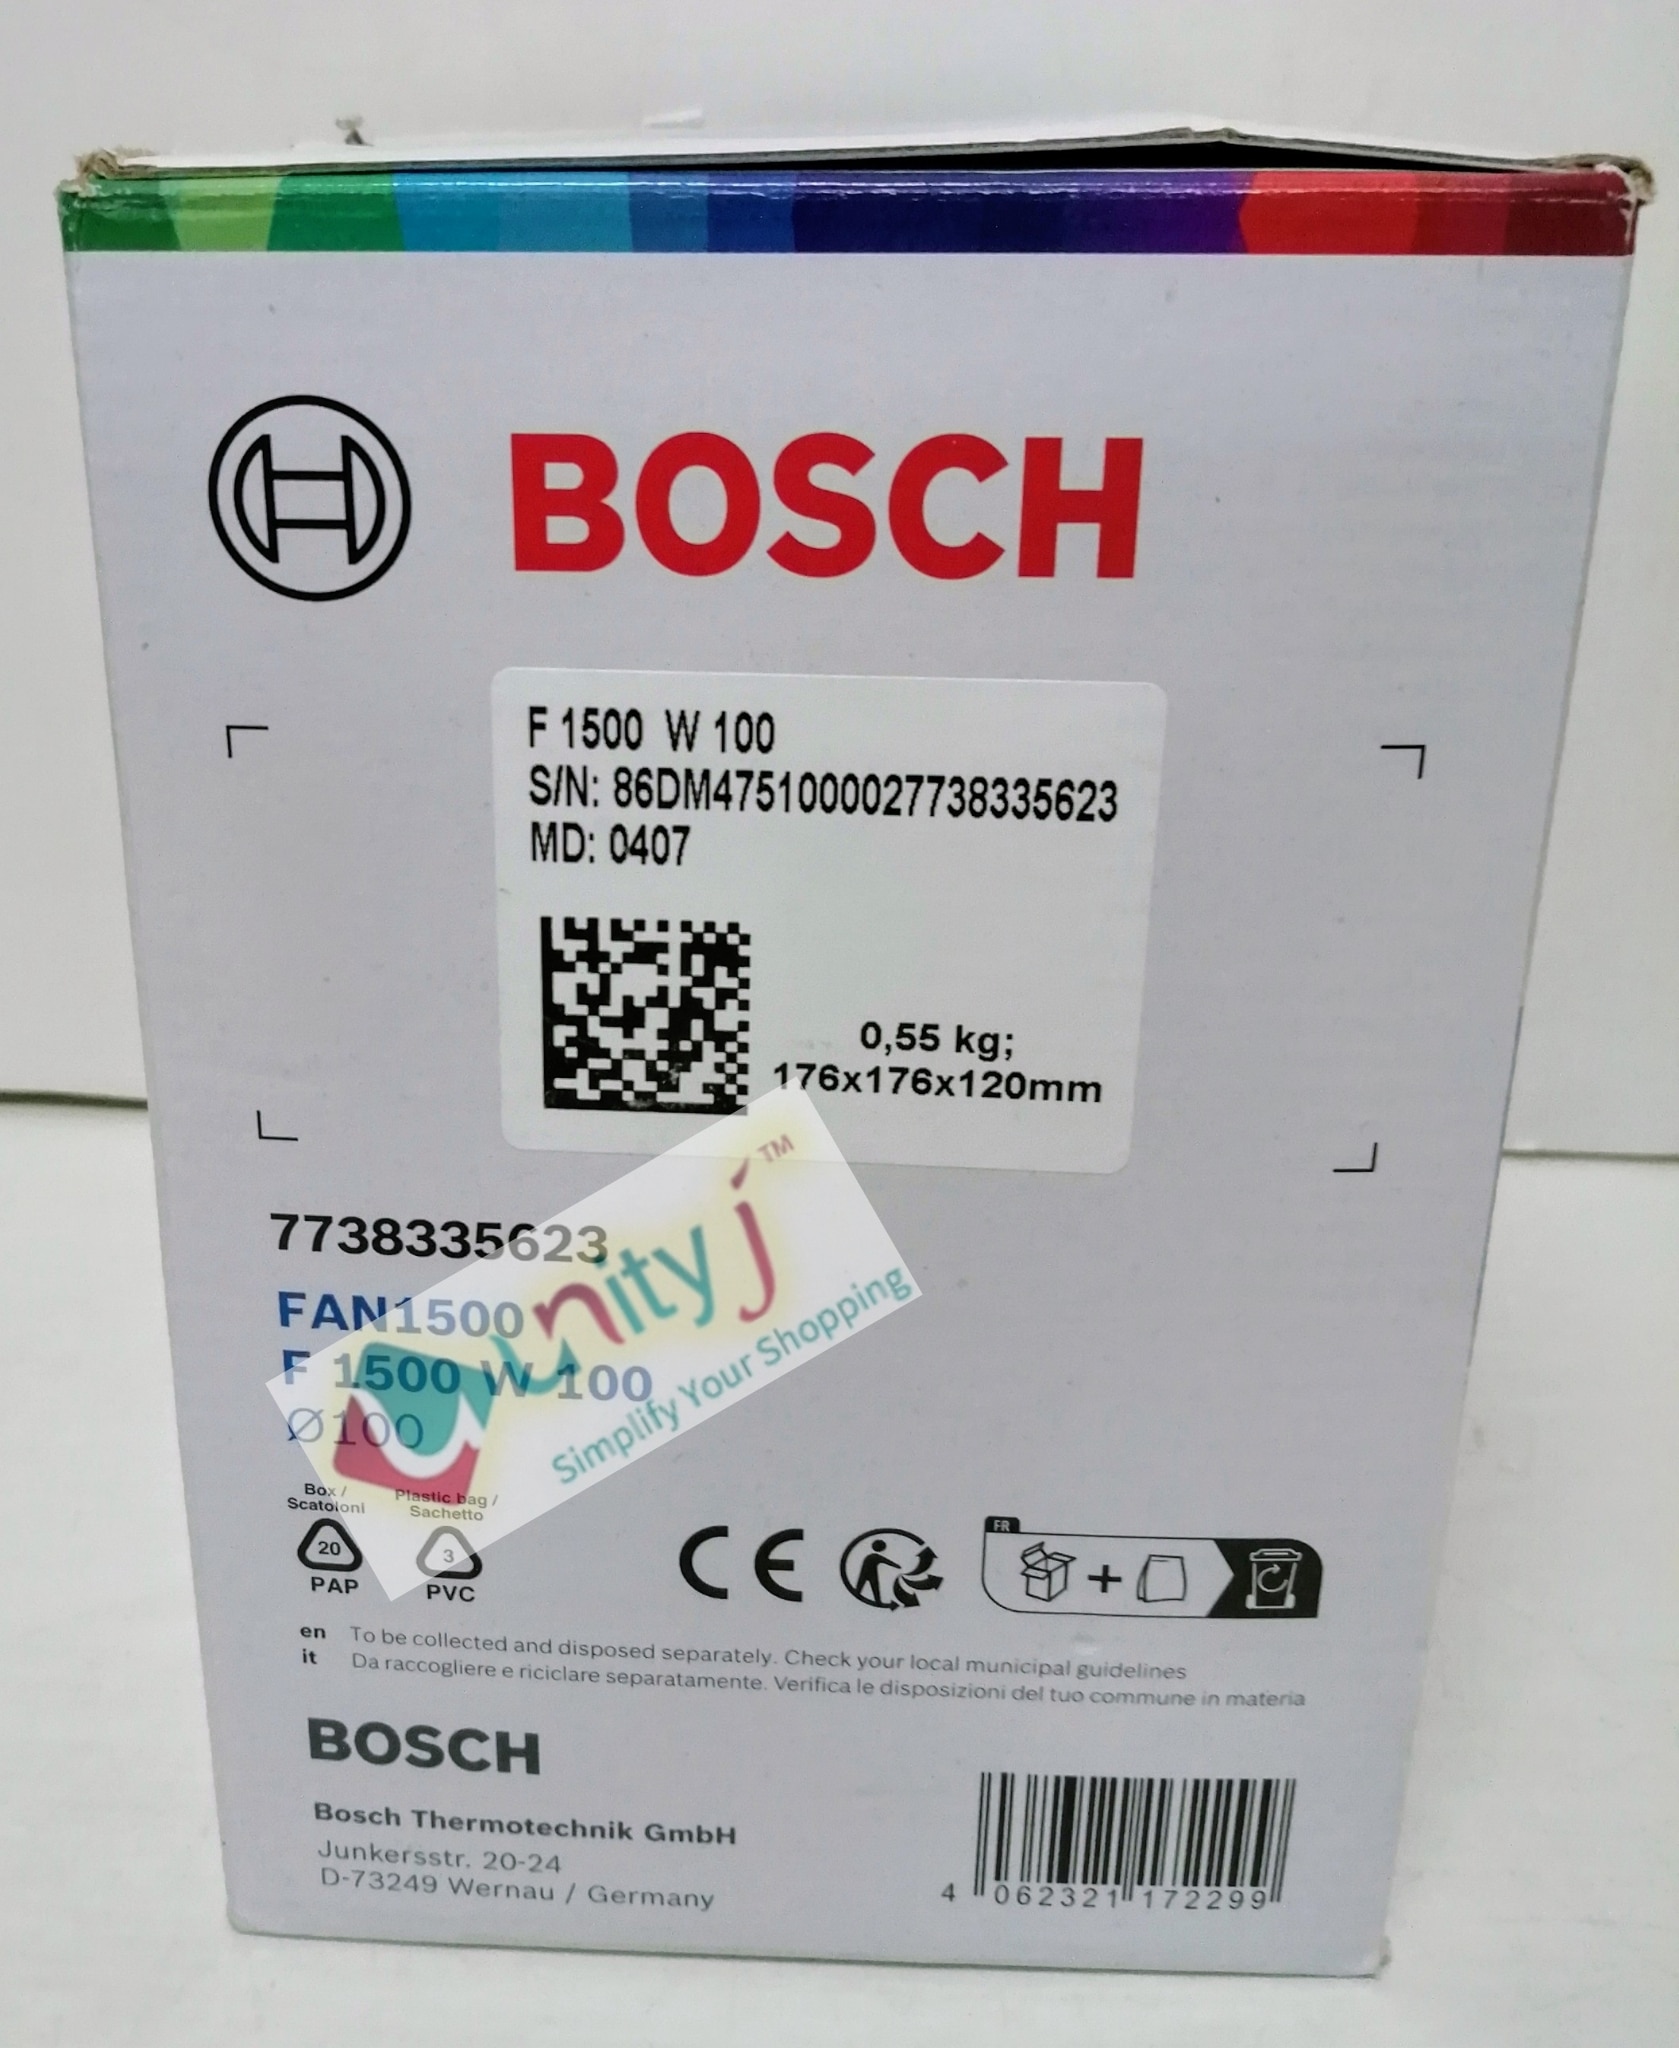 BOSCH
F 1500 W 100
S/N: 86DM4751000027738335623
MD: 0407
0,55 kg;
176x176x120mm
7738335623
FAN1500
F 1500 W 100
Ø100
unityj™
Simplify Your Shopping
Box / Scatoloni
20
PAP
Plastic bag / Sachetto
3
PVC
CE
FR
en To be collected and disposed separately. Check your local municipal guidelines
it Da raccogliere e riciclare separatamente. Verifica le disposizioni del tuo commune in materia
BOSCH
Bosch Thermotechnik GmbH
Junkersstr. 20-24
D-73249 Wernau / Germany
4 062321 172299